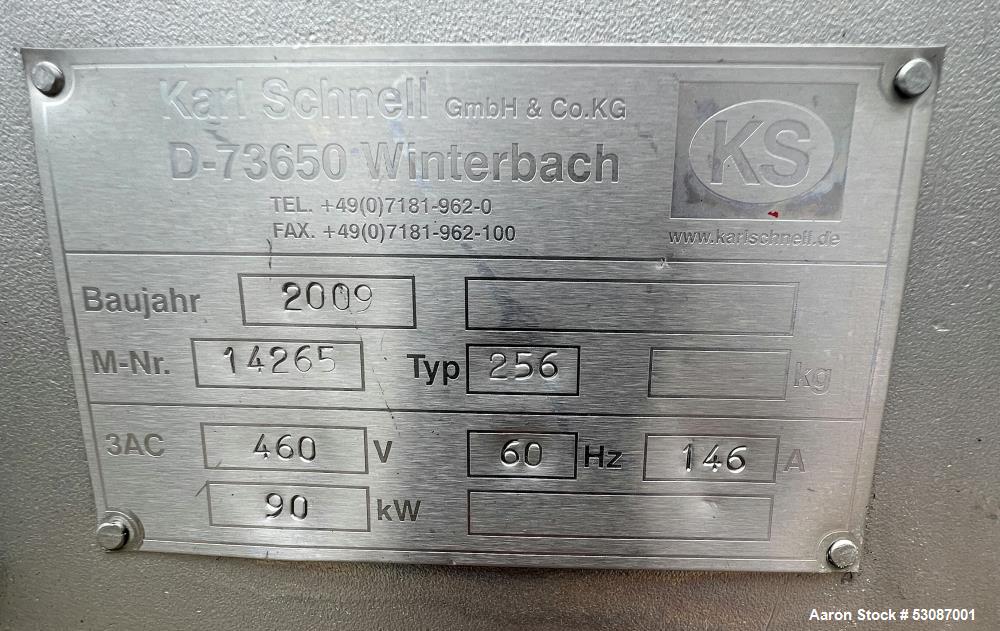 Karl Schnell GmbH & Co.KG
D-73650 Winterbach
TEL. +49(0)7181-962-0
FAX. +49(0)7181-962-100
KS
www.karlschnell.de
Baujahr 2009
M-Nr. 14265 Typ 256 kg
3AC 460 V 60 Hz 146 A
90 kW
Aaron Stock # 53087001